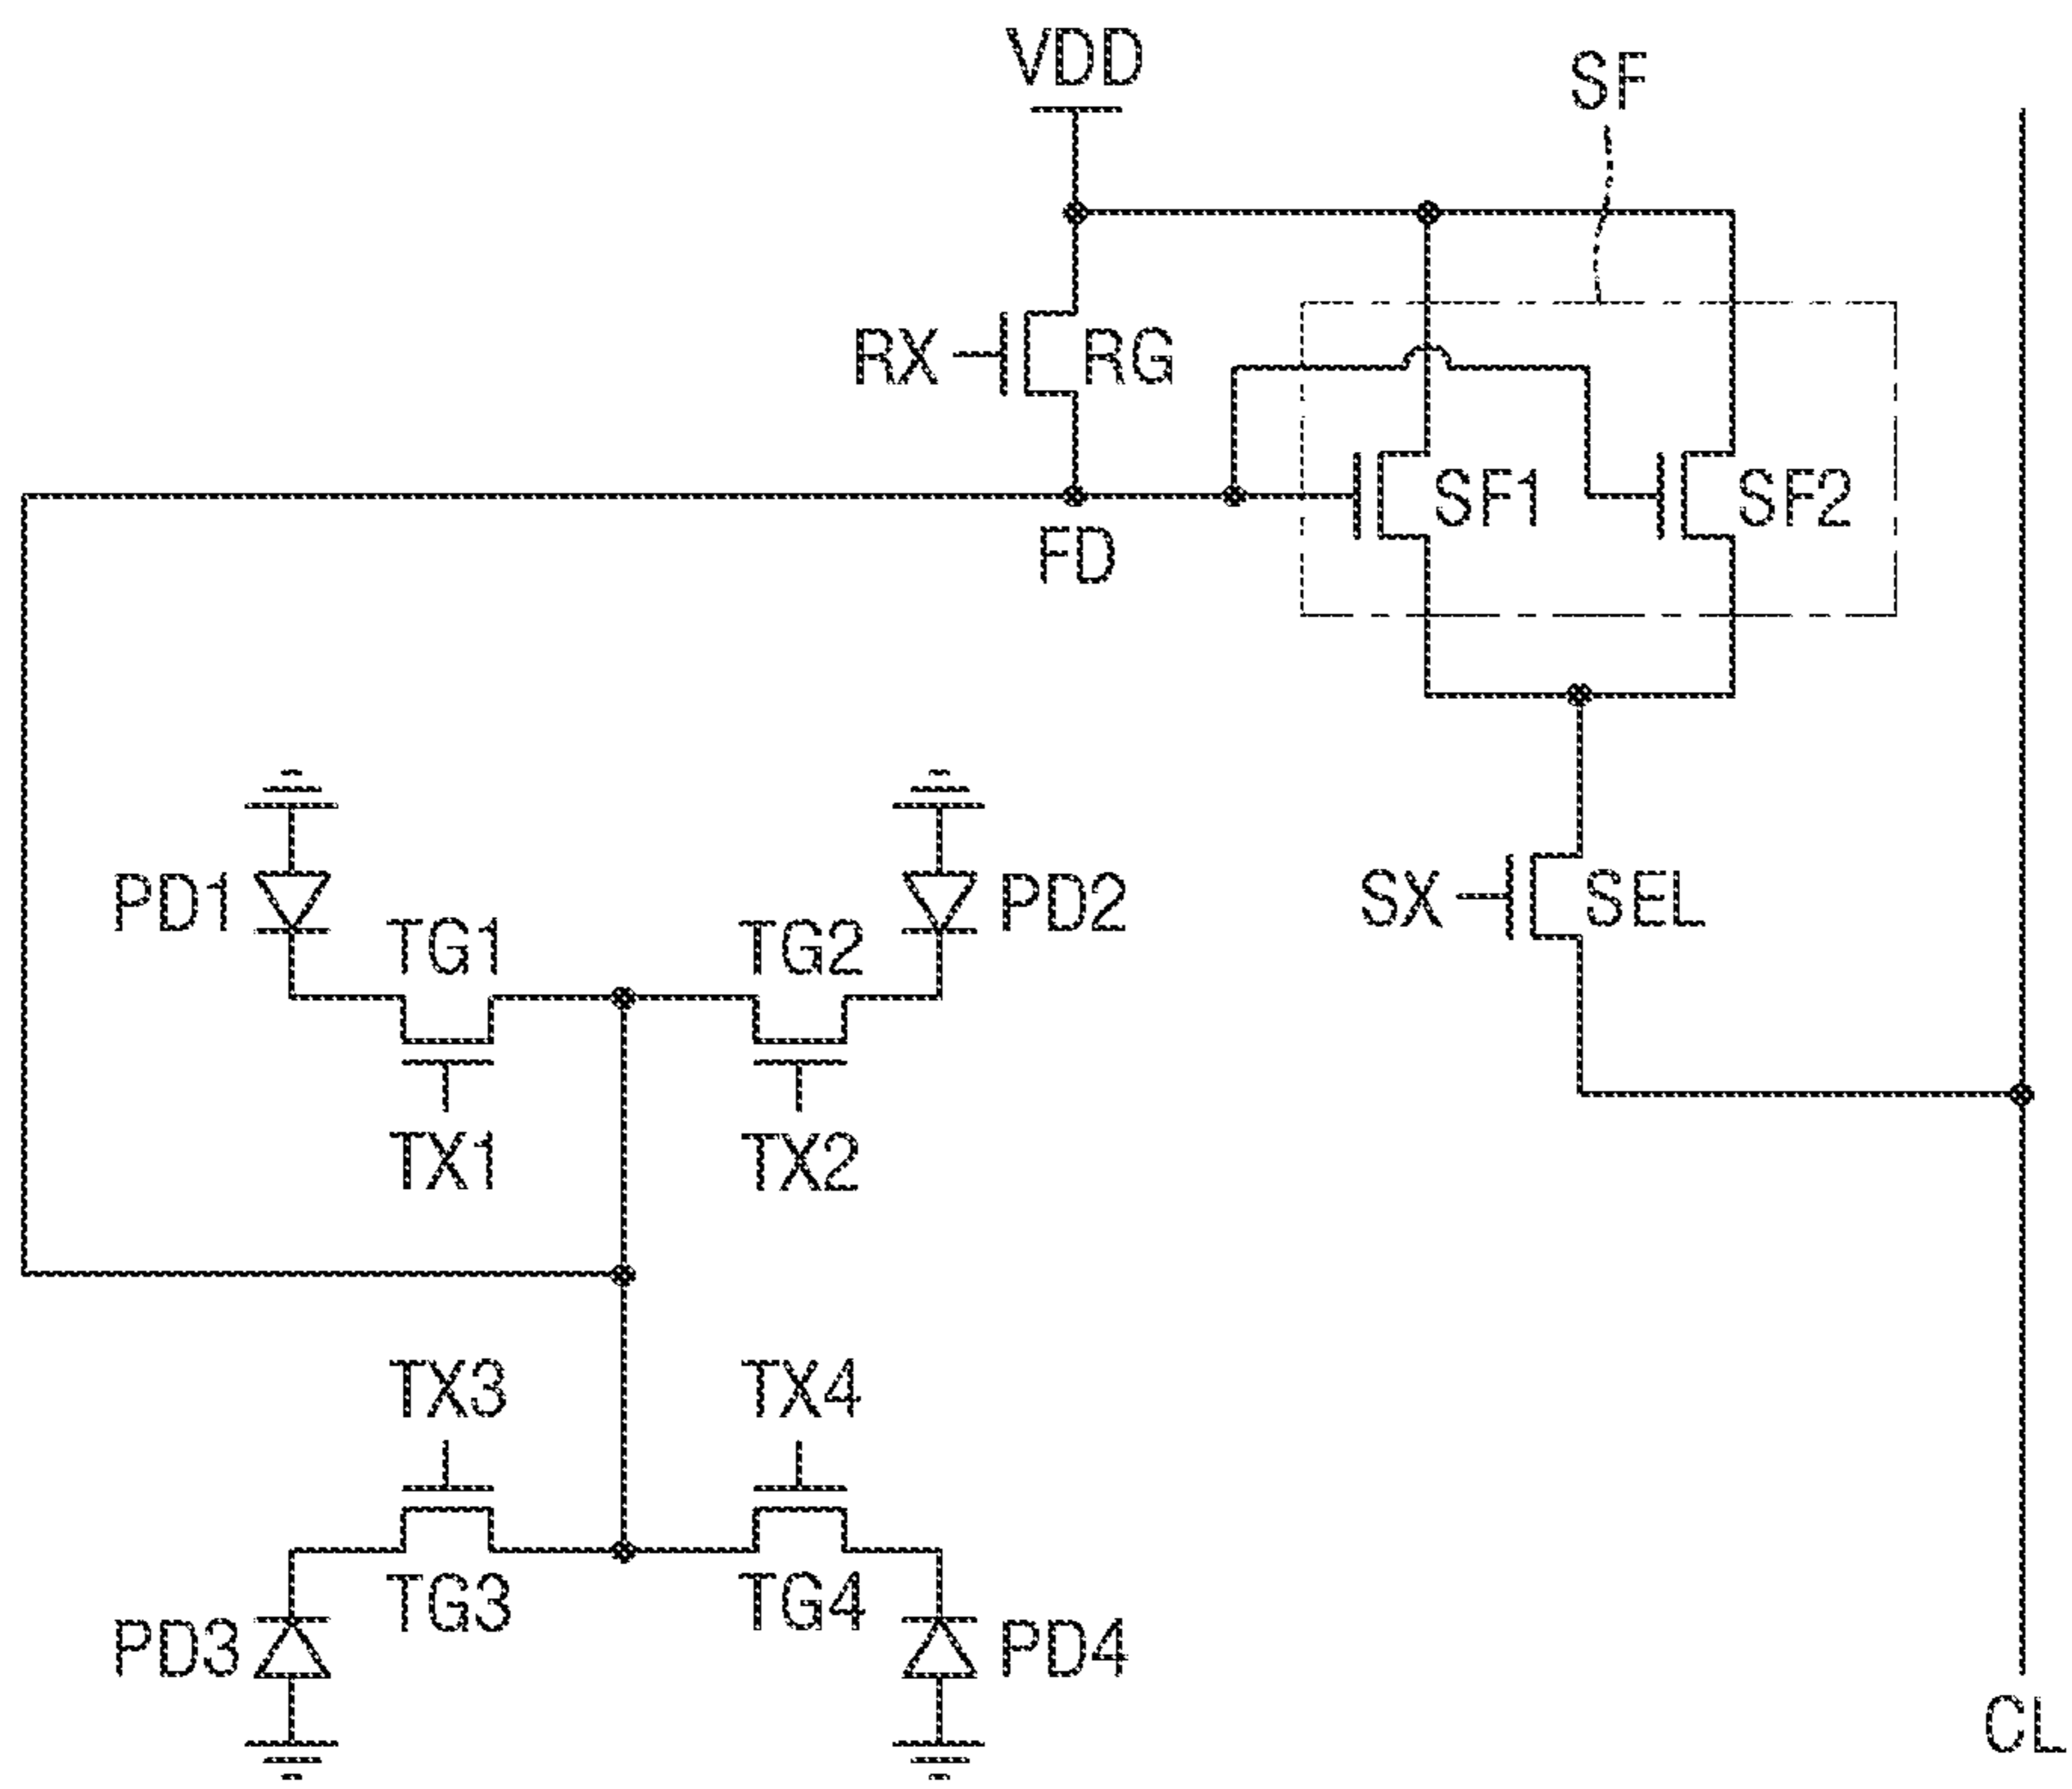 VDD
SF
RX
RG
SF1
SF2
FD
PD1
TG1
TG2
PD2
SX
SEL
TX1
TX2
TX3
TX4
PD3
TG3
TG4
PD4
CL